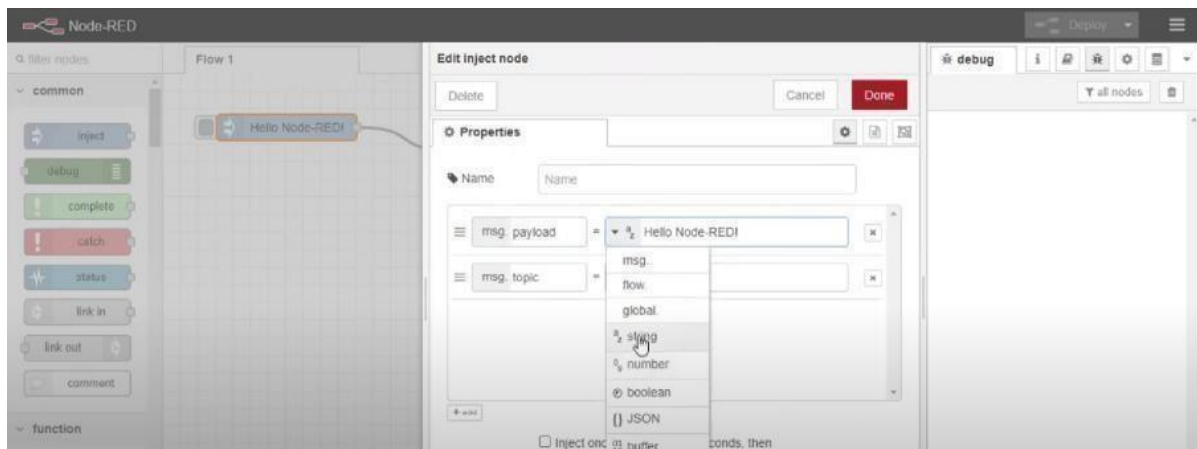 Node-RED
Deploy
filter nodes
Flow 1
Edit inject node
debug
i
all nodes
common
Delete
Cancel
Done
inject
Hello Node-RED!
Properties
debug
Name
Name
complete
catch
msg. payload = Hello Node-RED!
msg.
status
msg. topic =
flow.
link in
global.
string
link out
number
comment
boolean
+ add
{} JSON
function
Inject onc
buffer
conds, then